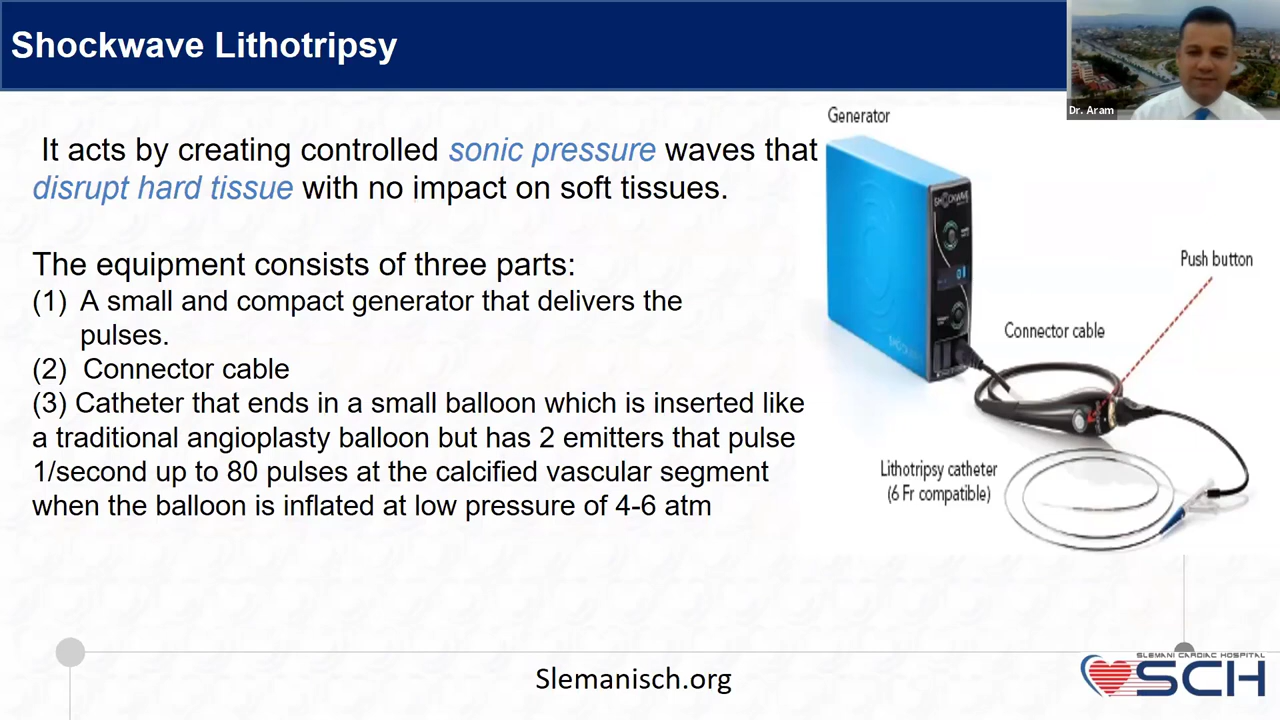 Shockwave Lithotripsy
Dr. Aram
It acts by creating controlled sonic pressure waves that
disrupt hard tissue with no impact on soft tissues.
The equipment consists of three parts:
(1) A small and compact generator that delivers the
pulses.
(2) Connector cable
(3) Catheter that ends in a small balloon which is inserted like
a traditional angioplasty balloon but has 2 emitters that pulse
1/second up to 80 pulses at the calcified vascular segment
when the balloon is inflated at low pressure of 4-6 atm
Generator
SHOCKWAVE
Push button
Connector cable
Lithotripsy catheter
(6 Fr compatible)
Slemanisch.org
SLEMANI CARDIAC HOSPITAL
SCH